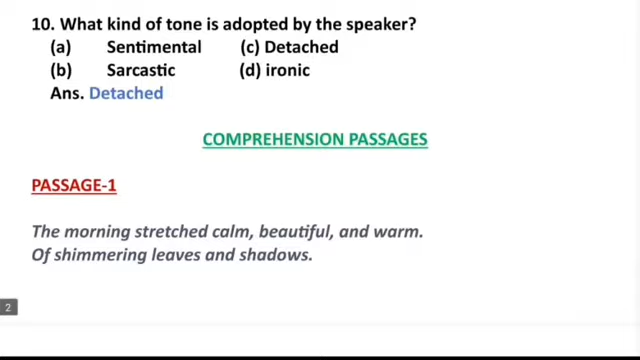 10. What kind of tone is adopted by the speaker?
(a) Sentimental (c) Detached
(b) Sarcastic (d) ironic
Ans. Detached
COMPREHENSION PASSAGES
PASSAGE-1
The morning stretched calm, beautiful, and warm.
Of shimmering leaves and shadows.
2